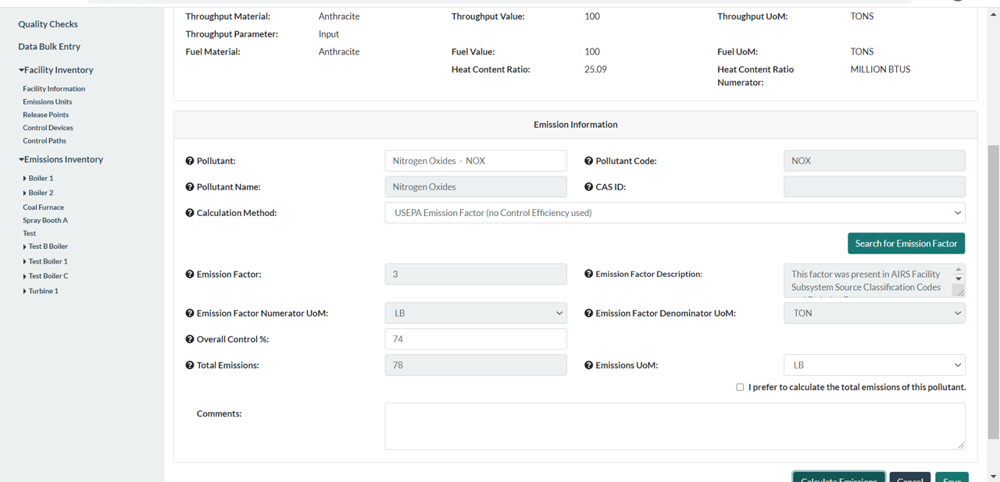 Quality Checks
Data Bulk Entry
Facility Inventory
Facility Information
Emissions Units
Release Points
Control Devices
Control Paths
Emissions Inventory
Boiler 1
Boiler 2
Coal Furnace
Spray Booth A
Test
Test B Boiler
Test Boiler 1
Test Boiler C
Turbine 1
Throughput Material: Anthracite Throughput Value: 100 Throughput UoM: TONS
Throughput Parameter: Input
Fuel Material: Anthracite Fuel Value: 100 Fuel UoM: TONS
Heat Content Ratio: 25.09 Heat Content Ratio MILLION BTUS
Numerator:
Emission Information
Pollutant: Nitrogen Oxides - NOX Pollutant Code: NOX
Pollutant Name: Nitrogen Oxides CAS ID:
Calculation Method: USEPA Emission Factor (no Control Efficiency used)
Search for Emission Factor
Emission Factor: 3 Emission Factor Description: This factor was present in AIRS Facility
Subsystem Source Classification Codes
Emission Factor Numerator UoM: LB Emission Factor Denominator UoM: TON
Overall Control %: 74
Total Emissions: 78 Emissions UoM: LB
I prefer to calculate the total emissions of this pollutant.
Comments:
Calculate Emissions Cancel Save